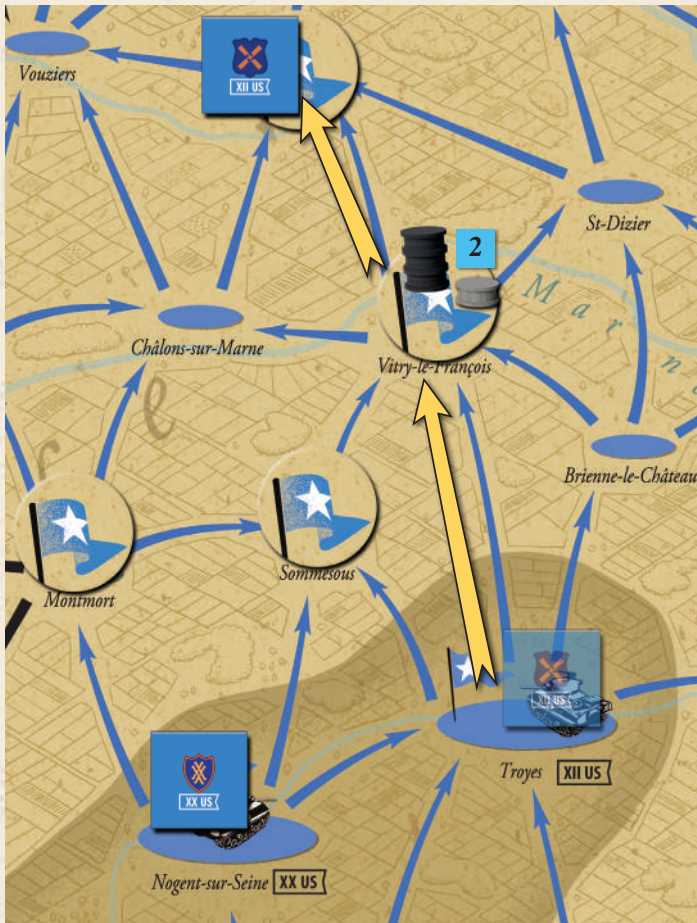 Vouziers
XII US
St-Dizier
2
Marn
Châlons-sur-Marne
Vitry-le-François
Brienne-le-Château
Montmort
Sommesous
XII US
Troyes
XII US
XX US
Nogent-sur-Seine
XX US